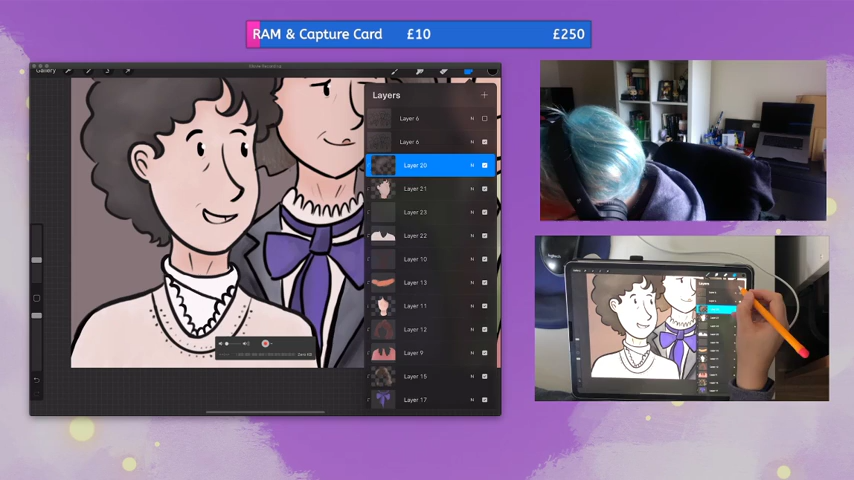 RAM & Capture Card £10 £250
Gallery
Layers
Layer 6 N
Layer 6 N
Layer 20 N
Layer 21 N
Layer 23 N
Layer 22 N
Layer 10 N
Layer 13 N
Layer 11 N
Layer 12 N
Layer 9 N
Layer 15 N
Layer 17 N